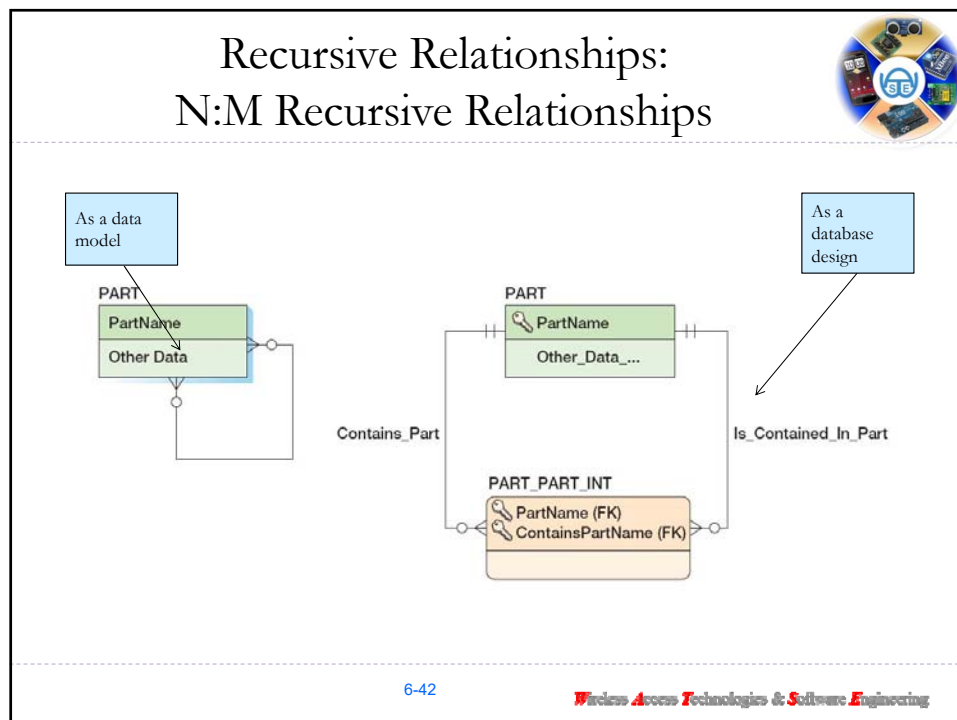 Recursive Relationships:
N:M Recursive Relationships
S E
As a data
model
As a
database
design
PART
PartName
Other Data
PART
PartName
Other_Data_...
Contains_Part
Is_Contained_In_Part
PART_PART_INT
PartName (FK)
ContainsPartName (FK)
6-42
Wireless Access Technologies & Software Engineering